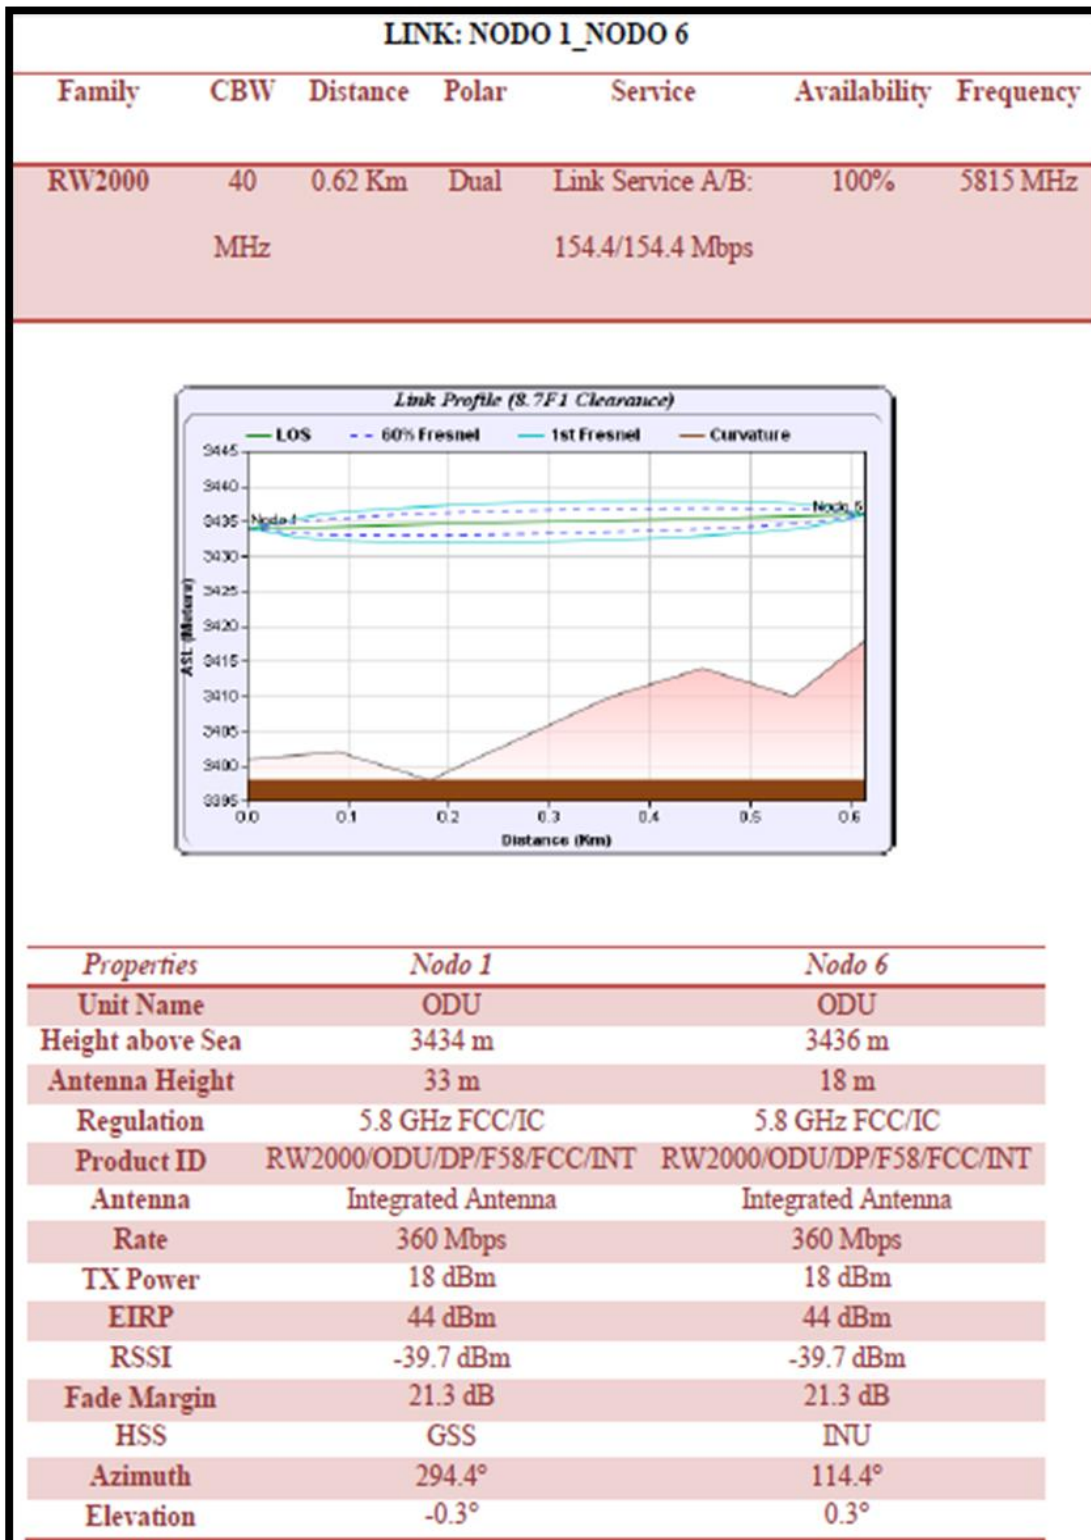 LINK: NODO 1_NODO 6
Family CBW Distance Polar Service Availability Frequency
RW2000 40 0.62 Km Dual Link Service A/B: 100% 5815 MHz
MHz 154.4/154.4 Mbps
Link Profile (8.7F1 Clearance)
LOS 60% Fresnel 1st Fresnel Curvature
3445
3440
Nodo 6
3435 Nodo 1
3430
3425
3420
3415
3410
3405
3400
3395
ASL (Meters)
0.0 0.1 0.2 0.3 0.4 0.5 0.6
Distance (Km)
Properties Nodo 1 Nodo 6
Unit Name ODU ODU
Height above Sea 3434 m 3436 m
Antenna Height 33 m 18 m
Regulation 5.8 GHz FCC/IC 5.8 GHz FCC/IC
Product ID RW2000/ODU/DP/F58/FCC/INT RW2000/ODU/DP/F58/FCC/INT
Antenna Integrated Antenna Integrated Antenna
Rate 360 Mbps 360 Mbps
TX Power 18 dBm 18 dBm
EIRP 44 dBm 44 dBm
RSSI -39.7 dBm -39.7 dBm
Fade Margin 21.3 dB 21.3 dB
HSS GSS INU
Azimuth 294.4° 114.4°
Elevation -0.3° 0.3°